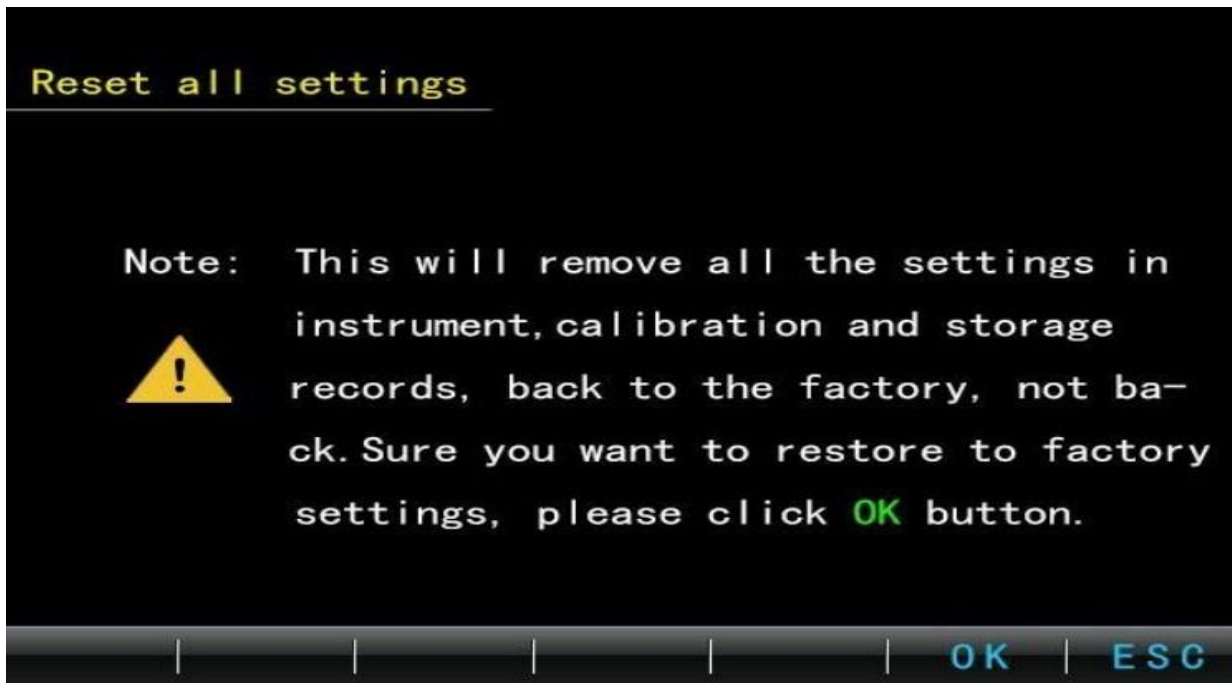 Reset all settings
Note: This will remove all the settings in
instrument,calibration and storage
records, back to the factory, not ba-
ck.Sure you want to restore to factory
settings, please click OK button.
!
OK | ESC